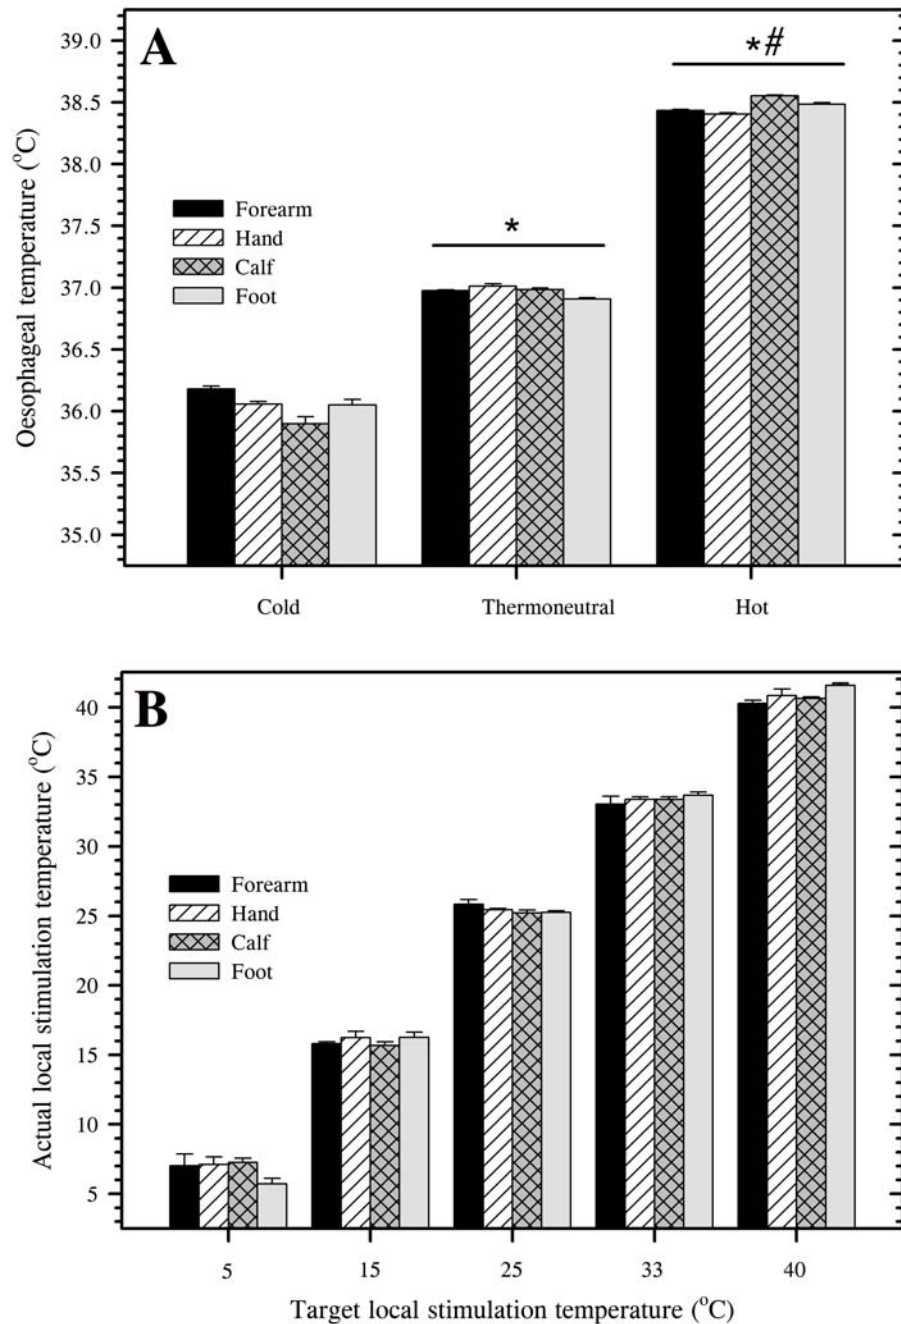 A
* #
39.0
38.5
38.0
37.5
37.0
36.5
36.0
35.5
35.0
Oesophageal temperature (°C)
Forearm
Hand
Calf
Foot
*
Cold Thermoneutral Hot
B
40
35
30
25
20
15
10
5
Actual local stimulation temperature (°C)
Forearm
Hand
Calf
Foot
5 15 25 33 40
Target local stimulation temperature (°C)